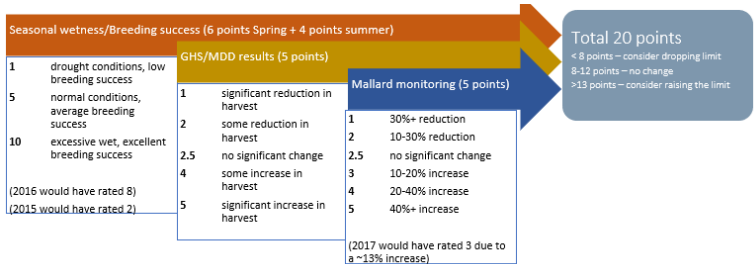 Seasonal wetness/Breeding success (6 points Spring + 4 points summer)
1 drought conditions, low
breeding success
5 normal conditions,
average breeding
success
10 excessive wet, excellent
breeding success
(2016 would have rated 8)
(2015 would have rated 2)
GHS/MDD results (5 points)
1 significant reduction in
harvest
2 some reduction in
harvest
2.5 no significant change
4 some increase in
harvest
5 significant increase in
harvest
Mallard monitoring (5 points)
1 30%+ reduction
2 10-30% reduction
2.5 no significant change
3 10-20% increase
4 20-40% increase
5 40%+ increase
(2017 would have rated 3 due to
a ~13% increase)
Total 20 points
< 8 points – consider dropping limit
8-12 points – no change
>13 points – consider raising the limit